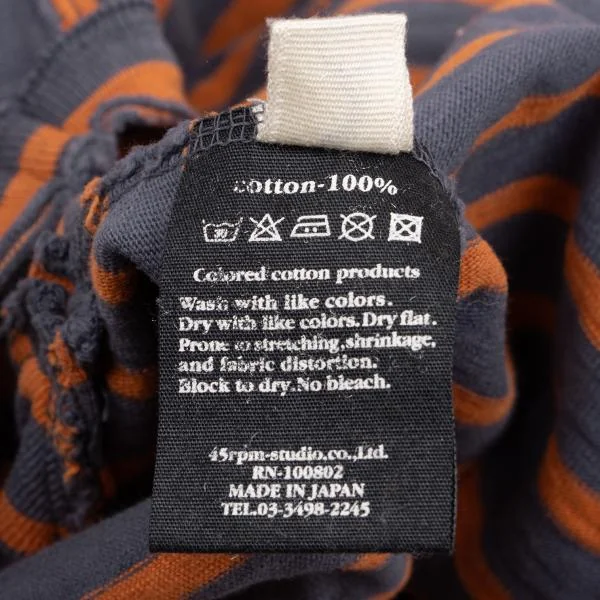 cotton-100%
30
Colored cotton products
Wash with like colors.
Dry with like colors.Dry flat.
Prone to stretching,shrinkage,
and fabric distortion.
Block to dry.No bleach.
45rpm-studio.co.,Ltd.
RN-100802
MADE IN JAPAN
TEL.03-3498-2245